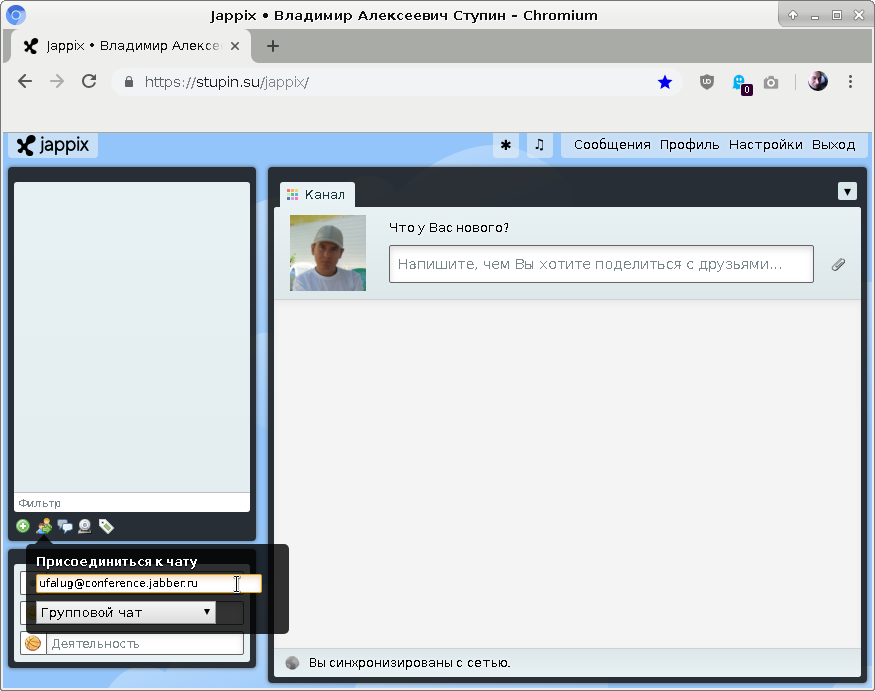 Jappix • Владимир Алексеевич Ступин - Chromium
Jappix • Владимир Алексе
https://stupin.su/jappix/
0
jappix
Сообщения Профиль Настройки Выход
Канал
Что у Вас нового?
Напишите, чем Вы хотите поделиться с друзьями...
Фильтр
Присоединиться к чату
ufalug@conference.jabber.ru
Групповой чат
Деятельность
Вы синхронизированы с сетью.